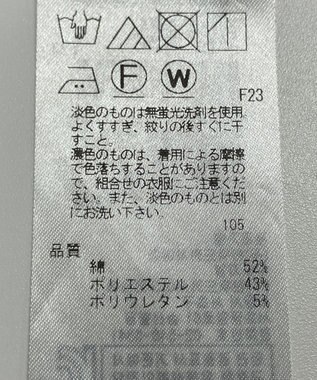 F W
F23
淡色のものは無蛍光洗剤を使用
よくすすぎ、絞りの後すぐに干
すこと。
濃色のものは、着用による摩擦
で色落ちすることがありますの
で、組合せの衣服にご注意くださ
い。また、淡色のものとは別
にお洗い下さい。
105
品質
綿 52%
ポリエステル 43%
ポリウレタン 5%